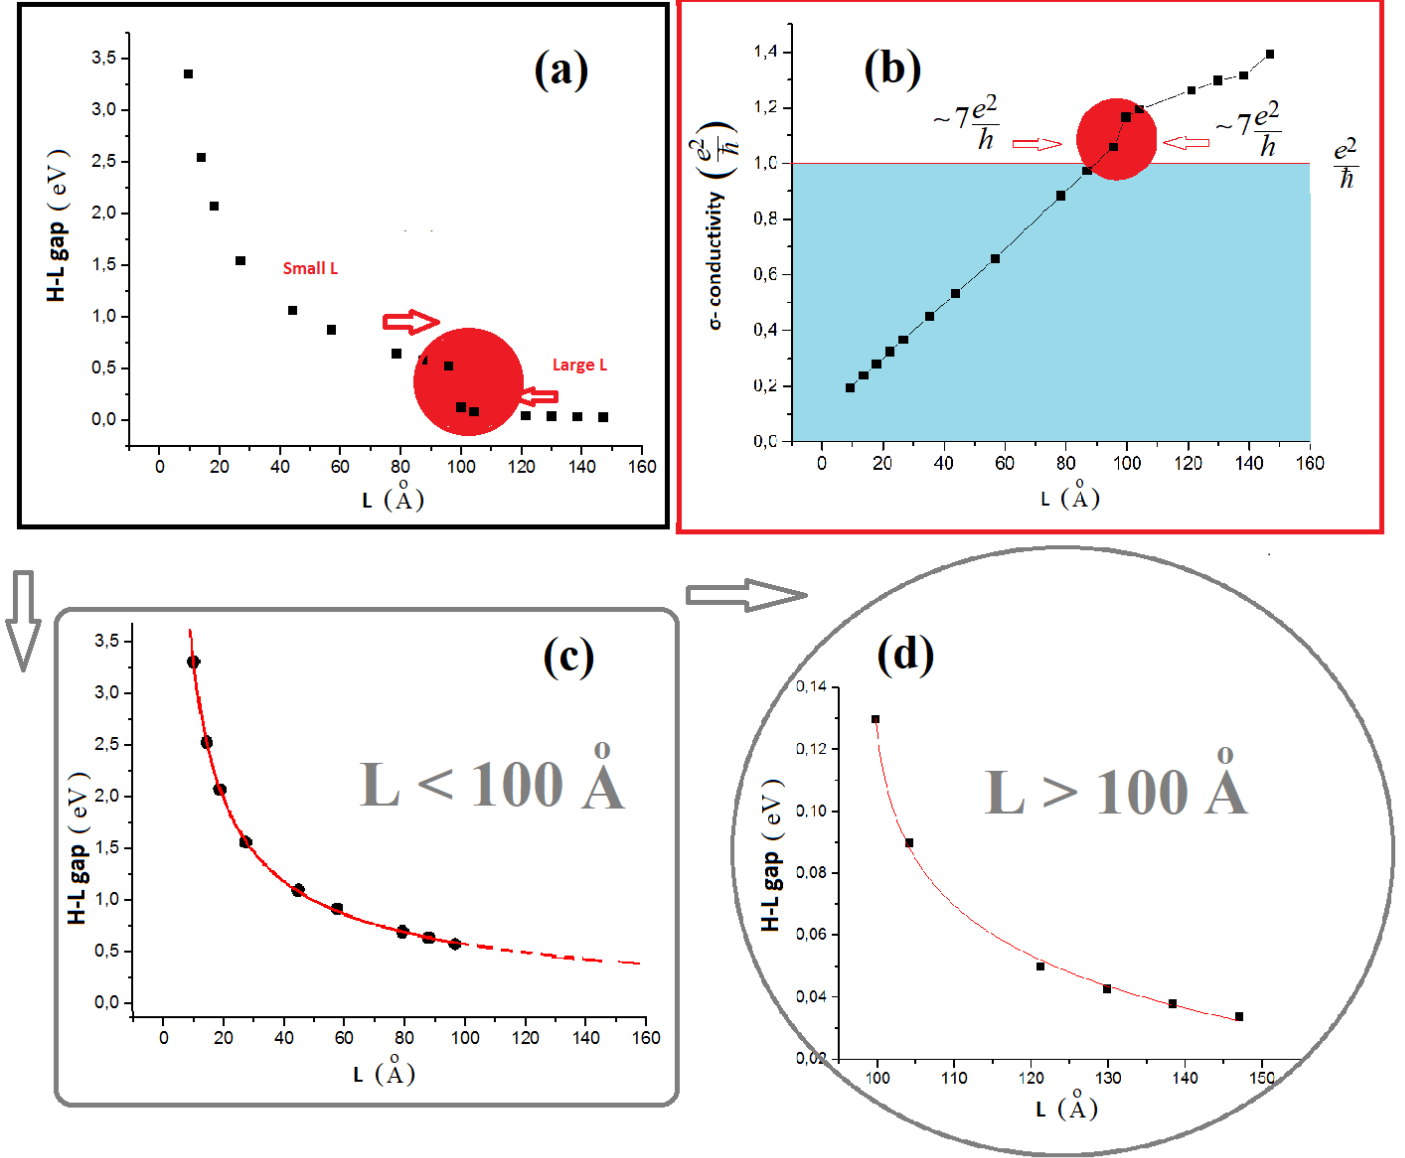 (a)
3,5
3,0
2,5
2,0
1,5
1,0
0,5
0,0
H-L gap ( eV )
Small L
Large L
0 20 40 60 80 100 120 140 160
L (Å)
(b)
1,4
1,2
1,0
0,8
0,6
0,4
0,2
0,0
σ- conductivity (e²/ħ)
~7 e²/h
~7 e²/h
e²/ħ
0 20 40 60 80 100 120 140 160
L (Å)
(c)
3,5
3,0
2,5
2,0
1,5
1,0
0,5
0,0
H-L gap ( eV )
L < 100 Å
0 20 40 60 80 100 120 140 160
L (Å)
(d)
0,14
0,12
0,10
0,08
0,06
0,04
0,02
H-L gap ( eV )
L > 100 Å
100 110 120 130 140 150
L (Å)